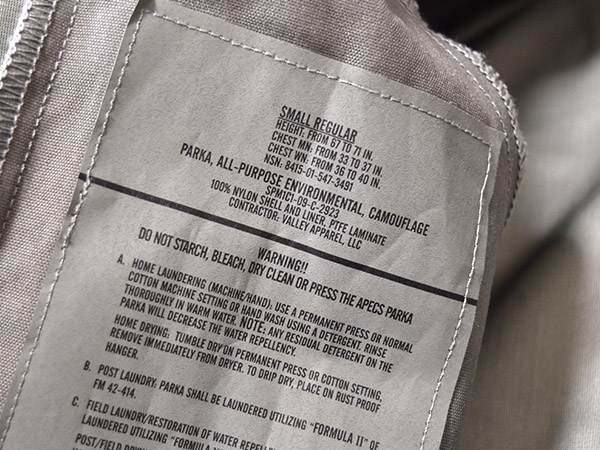 SMALL REGULAR
HEIGHT: FROM 67 TO 71 IN.
CHEST MN: FROM 33 TO 37 IN.
CHEST WN: FROM 36 TO 40 IN.
NSN: 8415-01-547-3491
PARKA, ALL-PURPOSE ENVIRONMENTAL, CAMOUFLAGE
SPM1C1-09-C-2923
100% NYLON SHELL AND LINER, PTFE LAMINATE
CONTRACTOR: VALLEY APPAREL, LLC
WARNING!!
DO NOT STARCH, BLEACH, DRY CLEAN OR PRESS THE APECS PARKA
A. HOME LAUNDERING (MACHINE/HAND): USE A PERMANENT PRESS OR NORMAL
COTTON MACHINE SETTING OR HAND WASH USING A DETERGENT. RINSE
THOROUGHLY IN WARM WATER. NOTE: ANY RESIDUAL DETERGENT ON THE
PARKA WILL DECREASE THE WATER REPELLENCY.
HOME DRYING: TUMBLE DRY ON PERMANENT PRESS OR COTTON SETTING,
REMOVE IMMEDIATELY FROM DRYER. TO DRIP DRY, PLACE ON RUST PROOF
HANGER.
B. POST LAUNDRY: PARKA SHALL BE LAUNDERED UTILIZING "FORMULA II" OF
FM 42-414.
C. FIELD LAUNDRY/RESTORATION OF WATER
LAUNDERED UTILIZING "FORMULA
POST/FIELD